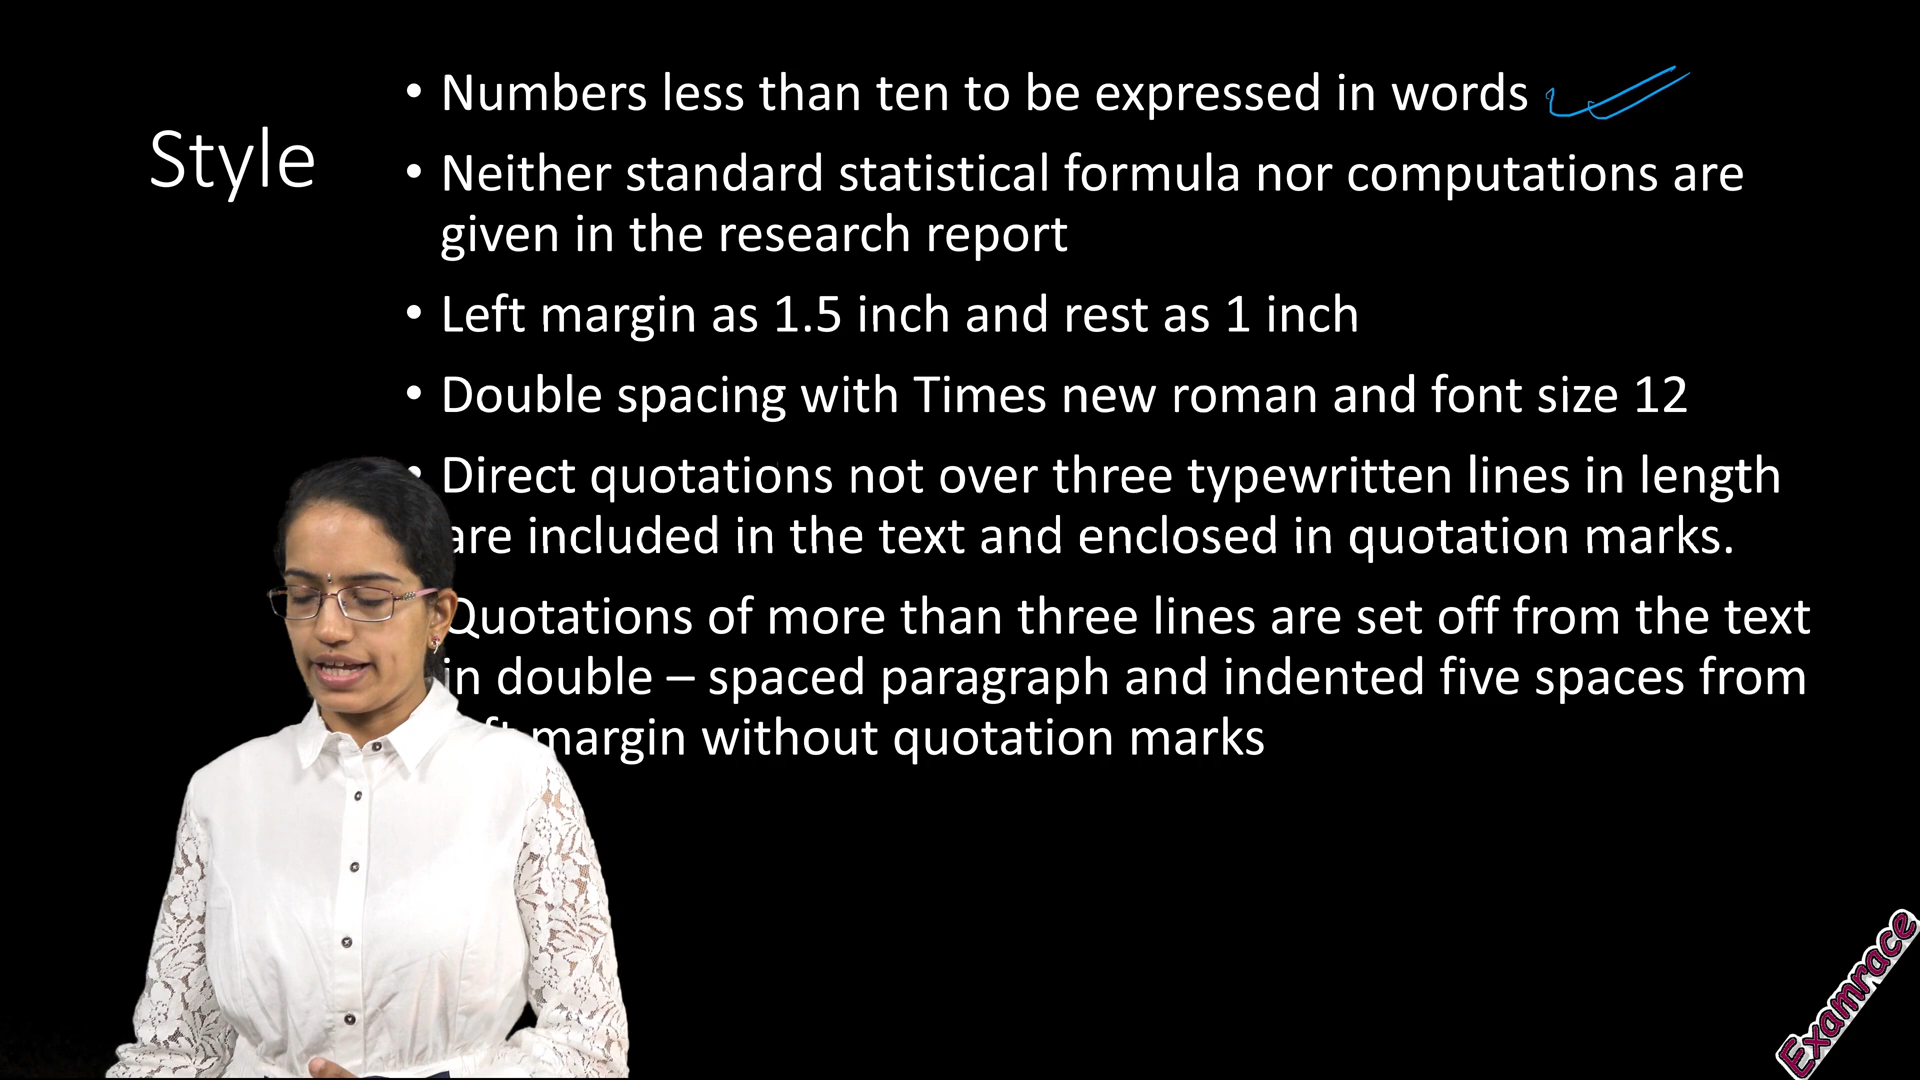 Style
• Numbers less than ten to be expressed in words
• Neither standard statistical formula nor computations are
given in the research report
• Left margin as 1.5 inch and rest as 1 inch
• Double spacing with Times new roman and font size 12
• Direct quotations not over three typewritten lines in length
are included in the text and enclosed in quotation marks.
Quotations of more than three lines are set off from the text
in double – spaced paragraph and indented five spaces from
margin without quotation marks
Examrace